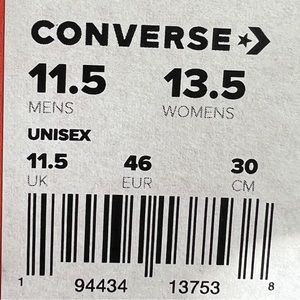 CONVERSE
11.5 13.5
MENS WOMENS
UNISEX
11.5 46 30
UK EUR CM
1 94434 13753 8